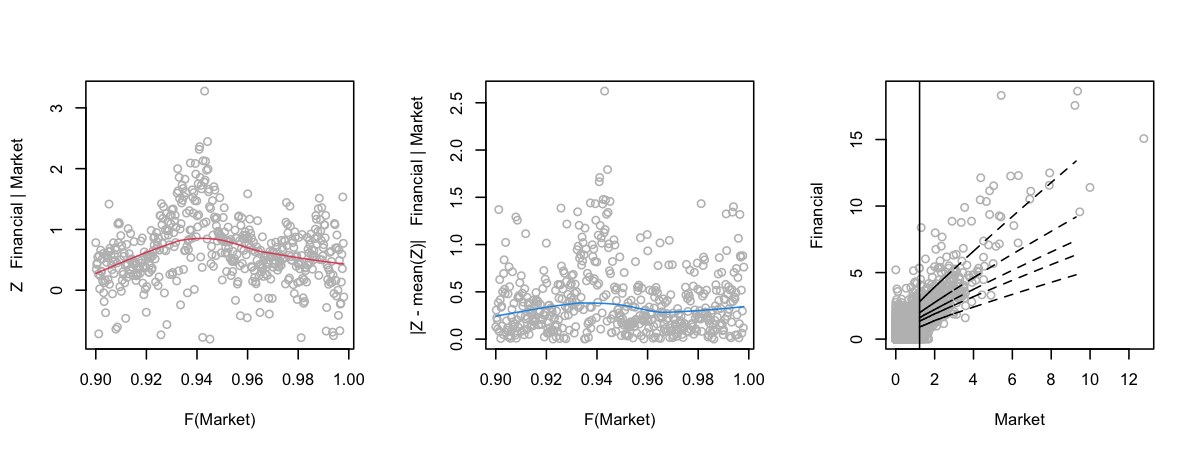 Z   Financial | Market
3
2
1
0
0.90 0.92 0.94 0.96 0.98 1.00
F(Market)
|Z - mean(Z)|   Financial | Market
2.5
2.0
1.5
1.0
0.5
0.0
0.90 0.92 0.94 0.96 0.98 1.00
F(Market)
Financial
15
10
5
0
0 2 4 6 8 10 12
Market